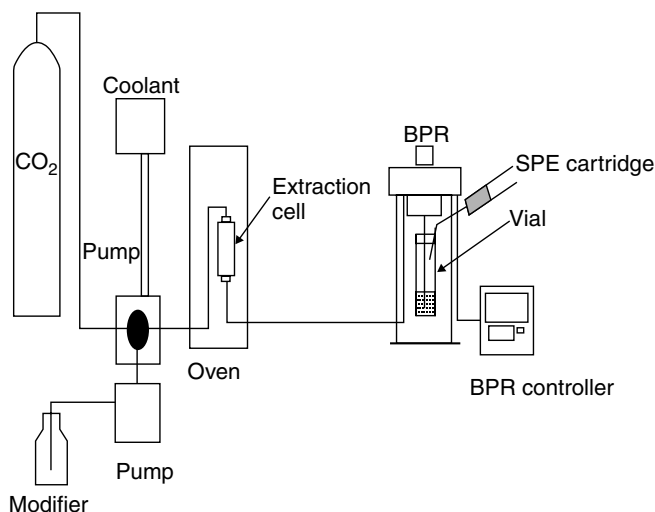 Coolant
CO₂
BPR
SPE cartridge
Extraction
cell
Vial
Pump
Oven
BPR controller
Pump
Modifier